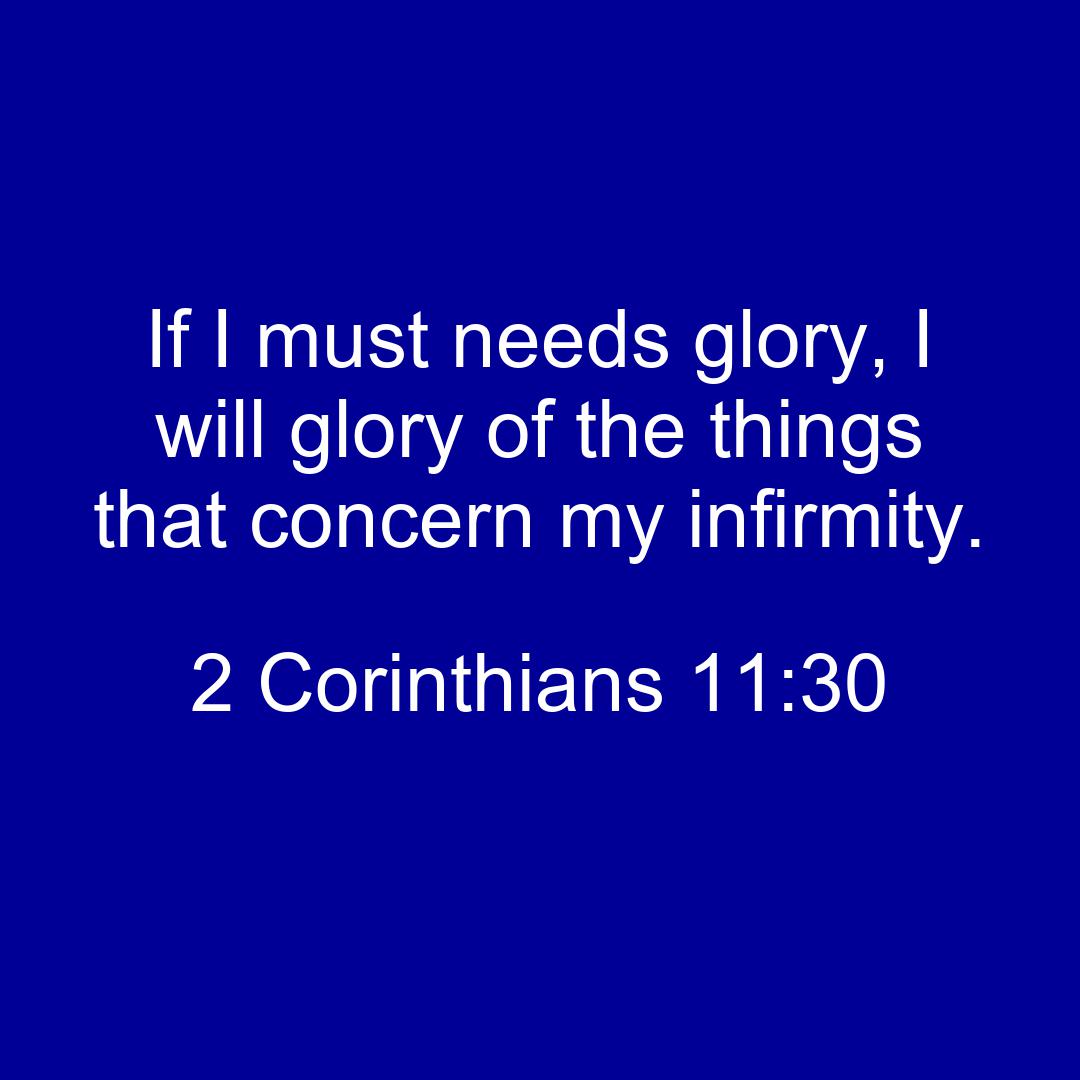 If I must needs glory, I
will glory of the things
that concern my infirmity.
2 Corinthians 11:30